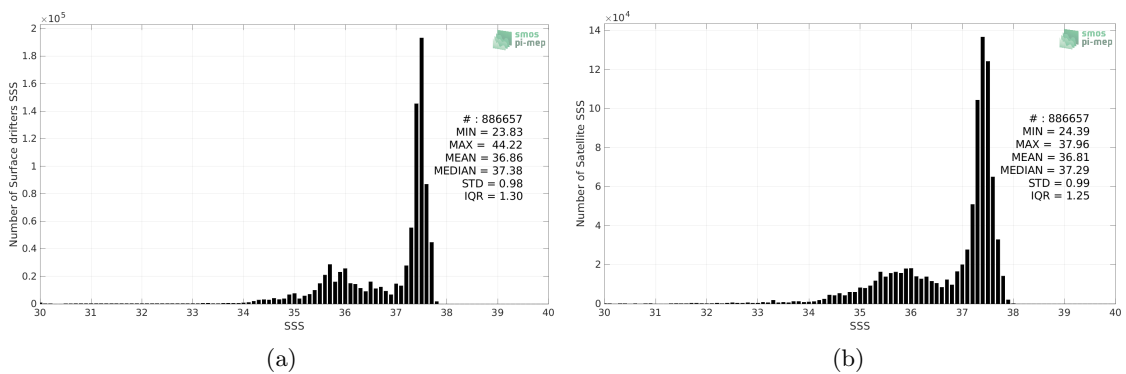 ×10⁵
2
1.8
1.6
1.4
1.2
1
0.8
0.6
0.4
0.2
0
Number of Surface drifters SSS
smos
pi-mep
# : 886657
MIN = 23.83
MAX = 44.22
MEAN = 36.86
MEDIAN = 37.38
STD = 0.98
IQR = 1.30
30 31 32 33 34 35 36 37 38 39 40
SSS
(a)
×10⁴
14
12
10
8
6
4
2
0
Number of Satellite SSS
smos
pi-mep
# : 886657
MIN = 24.39
MAX = 37.96
MEAN = 36.81
MEDIAN = 37.29
STD = 0.99
IQR = 1.25
30 31 32 33 34 35 36 37 38 39 40
SSS
(b)